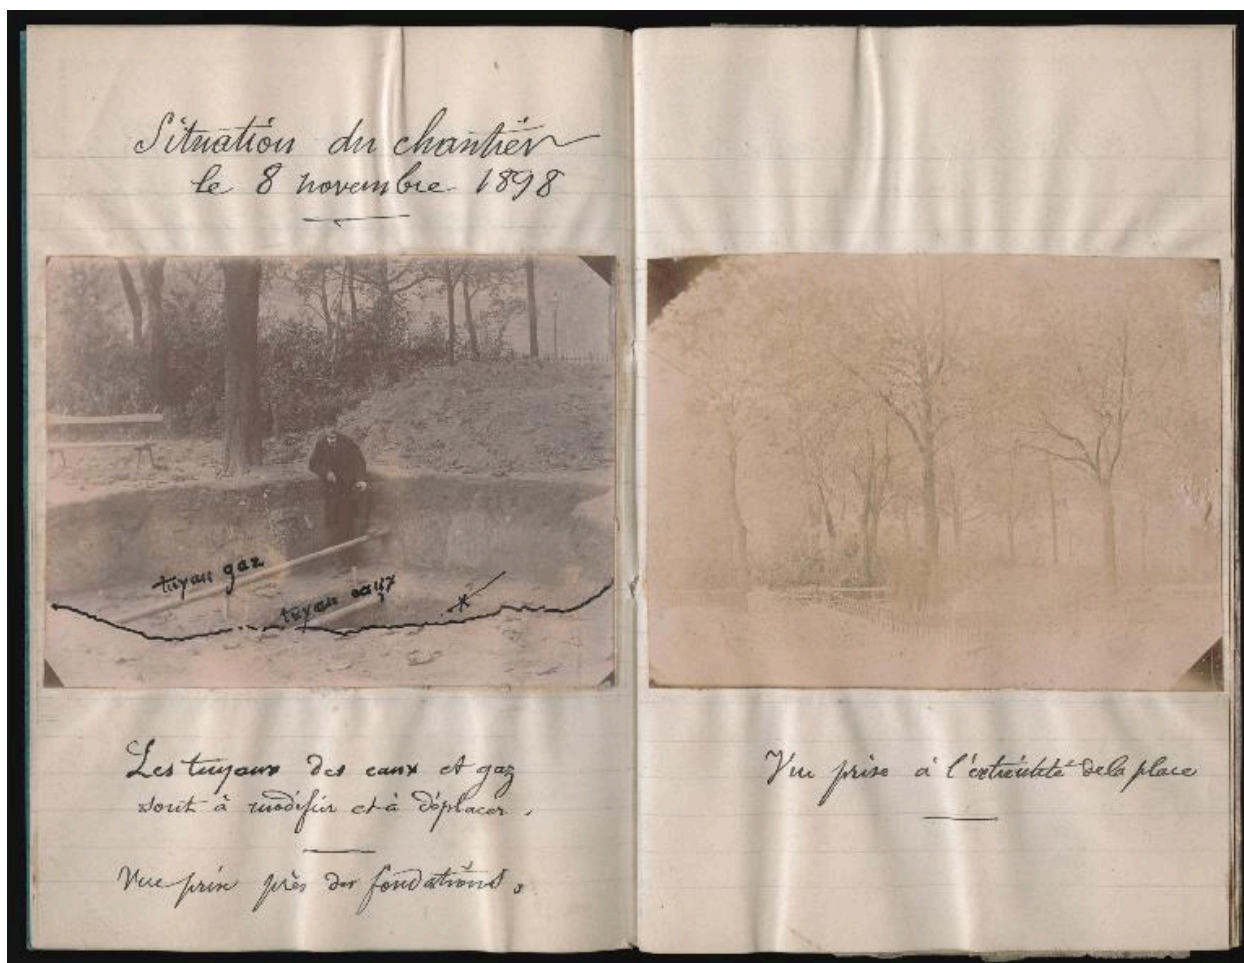 Situation du chantier
le 8 novembre 1898
tuyau gaz
tuyau eaux
Les tuyaux des eaux et gaz
sont à modifier et à déplacer.
Vue prise près des fondations.
Vue prise à l'extrémité de la place